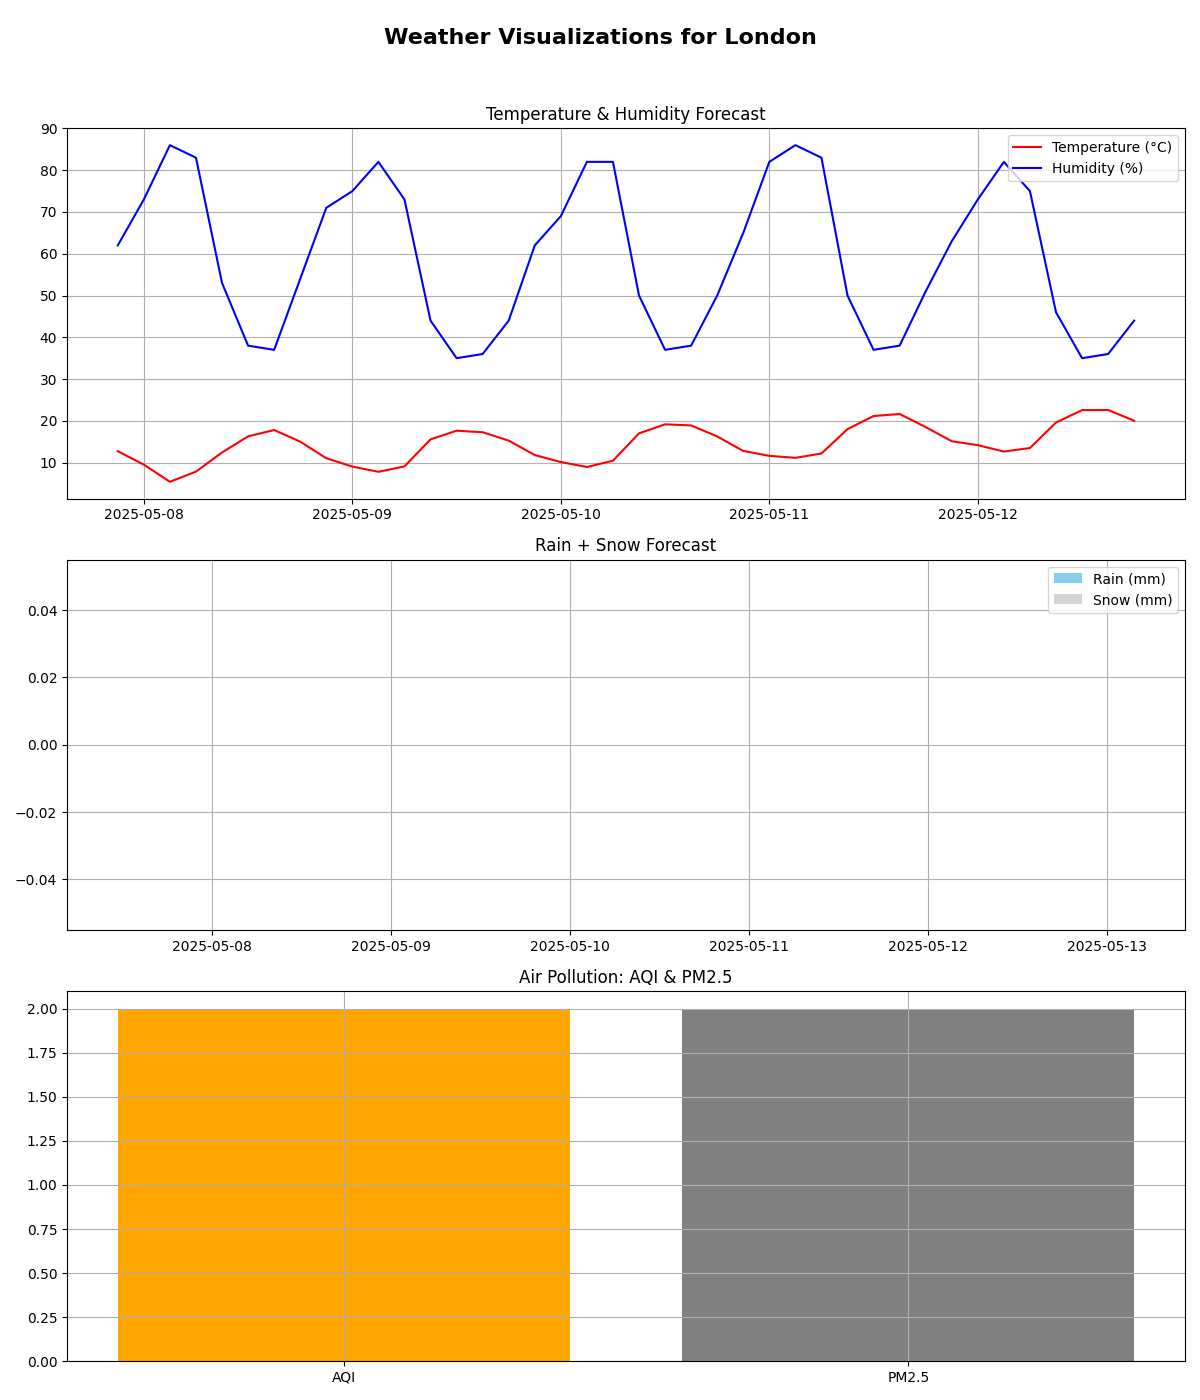 Weather Visualizations for London
Temperature & Humidity Forecast
90
80
70
60
50
40
30
20
10
Temperature (°C)
Humidity (%)
2025-05-08 2025-05-09 2025-05-10 2025-05-11 2025-05-12
Rain + Snow Forecast
0.04
0.02
0.00
−0.02
−0.04
Rain (mm)
Snow (mm)
2025-05-08 2025-05-09 2025-05-10 2025-05-11 2025-05-12 2025-05-13
Air Pollution: AQI & PM2.5
2.00
1.75
1.50
1.25
1.00
0.75
0.50
0.25
0.00
AQI PM2.5